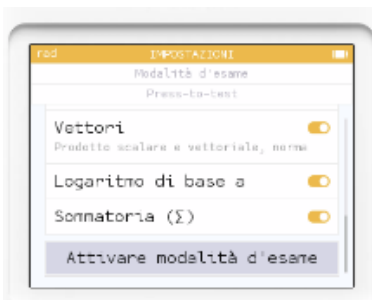 rad IMPOSTAZIONI
Modalità d'esame
Press-to-test
Vettori
Prodotto scalare e vettoriale, norma
Logaritmo di base a
Sommatoria (Σ)
Attivare modalità d'esame